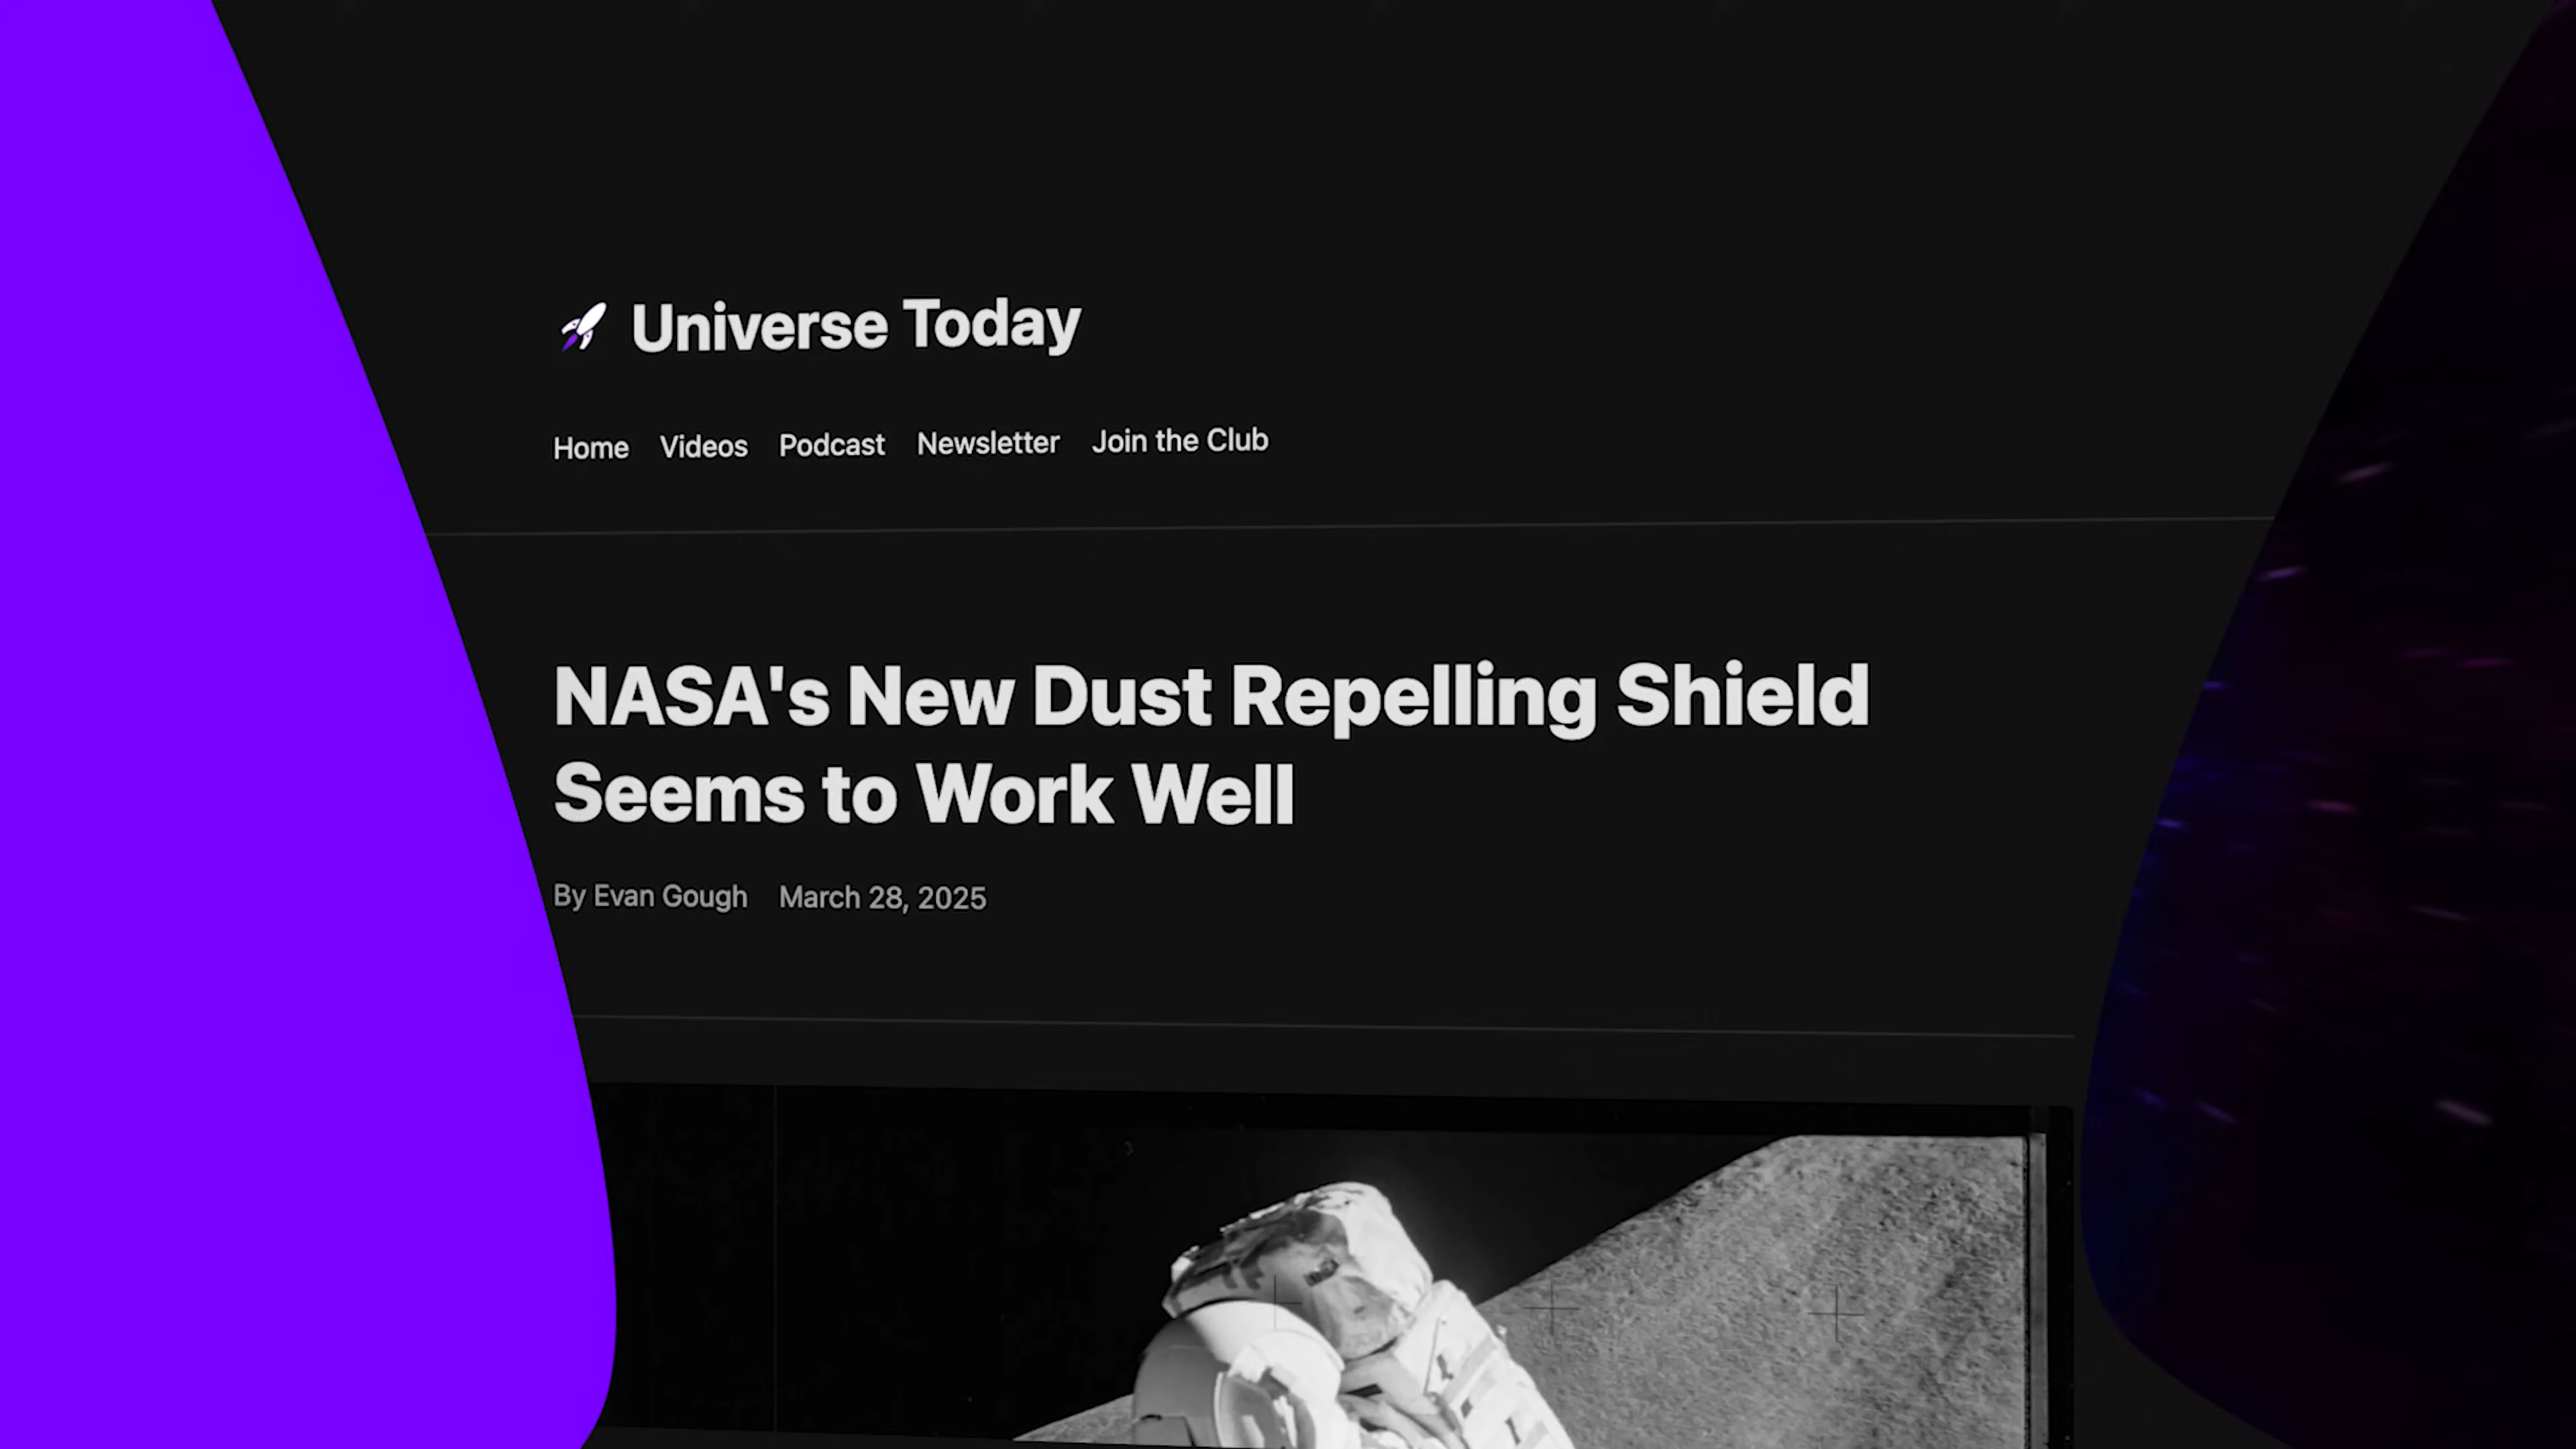 Universe Today
Home Videos Podcast Newsletter Join the Club
NASA's New Dust Repelling Shield
Seems to Work Well
By Evan Gough March 28, 2025